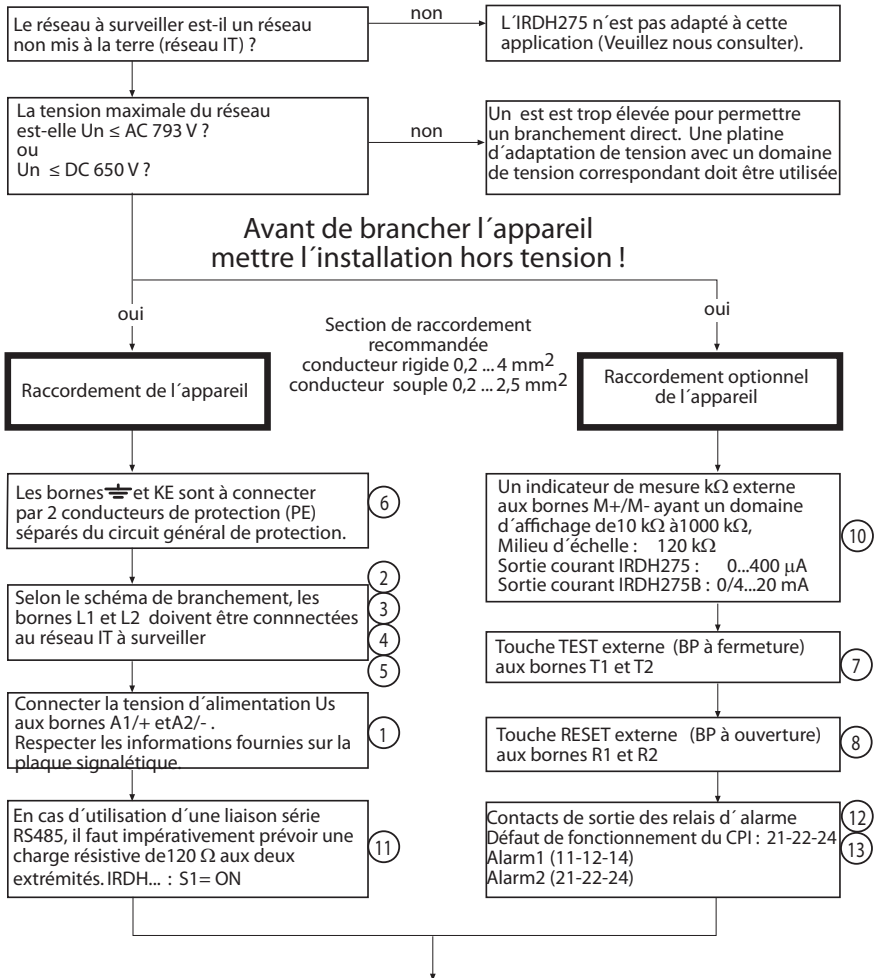 Le réseau à surveiller est-il un réseau
non mis à la terre (réseau IT) ?
non
L´IRDH275 n´est pas adapté à cette
application (Veuillez nous consulter).
La tension maximale du réseau
est-elle Un ≤ AC 793 V ?
ou
Un ≤ DC 650 V ?
non
Un est est trop élevée pour permettre
un branchement direct. Une platine
d´adaptation de tension avec un domaine
de tension correspondant doit être utilisée
Avant de brancher l´appareil
mettre l´installation hors tension !
oui
oui
Section de raccordement
recommandée
conducteur rigide 0,2 ... 4 mm2
conducteur souple 0,2 ... 2,5 mm2
Raccordement de l´appareil
Raccordement optionnel
de l´appareil
Les bornes et KE sont à connecter
par 2 conducteurs de protection (PE)
séparés du circuit général de protection.
6
Selon le schéma de branchement, les
bornes L1 et L2 doivent être connnectées
au réseau IT à surveiller
2
3
4
5
Connecter la tension d´alimentation Us
aux bornes A1/+ etA2/- .
Respecter les informations fournies sur la
plaque signalétique.
1
En cas d´utilisation d´une liaison série
RS485, il faut impérativement prévoir une
charge résistive de120 Ω aux deux
extrémités. IRDH... : S1= ON
11
Un indicateur de mesure kΩ externe
aux bornes M+/M- ayant un domaine
d´affichage de10 kΩ à1000 kΩ,
Milieu d´échelle : 120 kΩ
Sortie courant IRDH275 : 0...400 µA
Sortie courant IRDH275B : 0/4...20 mA
10
Touche TEST externe (BP à fermeture)
aux bornes T1 et T2
7
Touche RESET externe (BP à ouverture)
aux bornes R1 et R2
8
Contacts de sortie des relais d´ alarme
Défaut de fonctionnement du CPI : 21-22-24
Alarm1 (11-12-14)
Alarm2 (21-22-24)
12
13